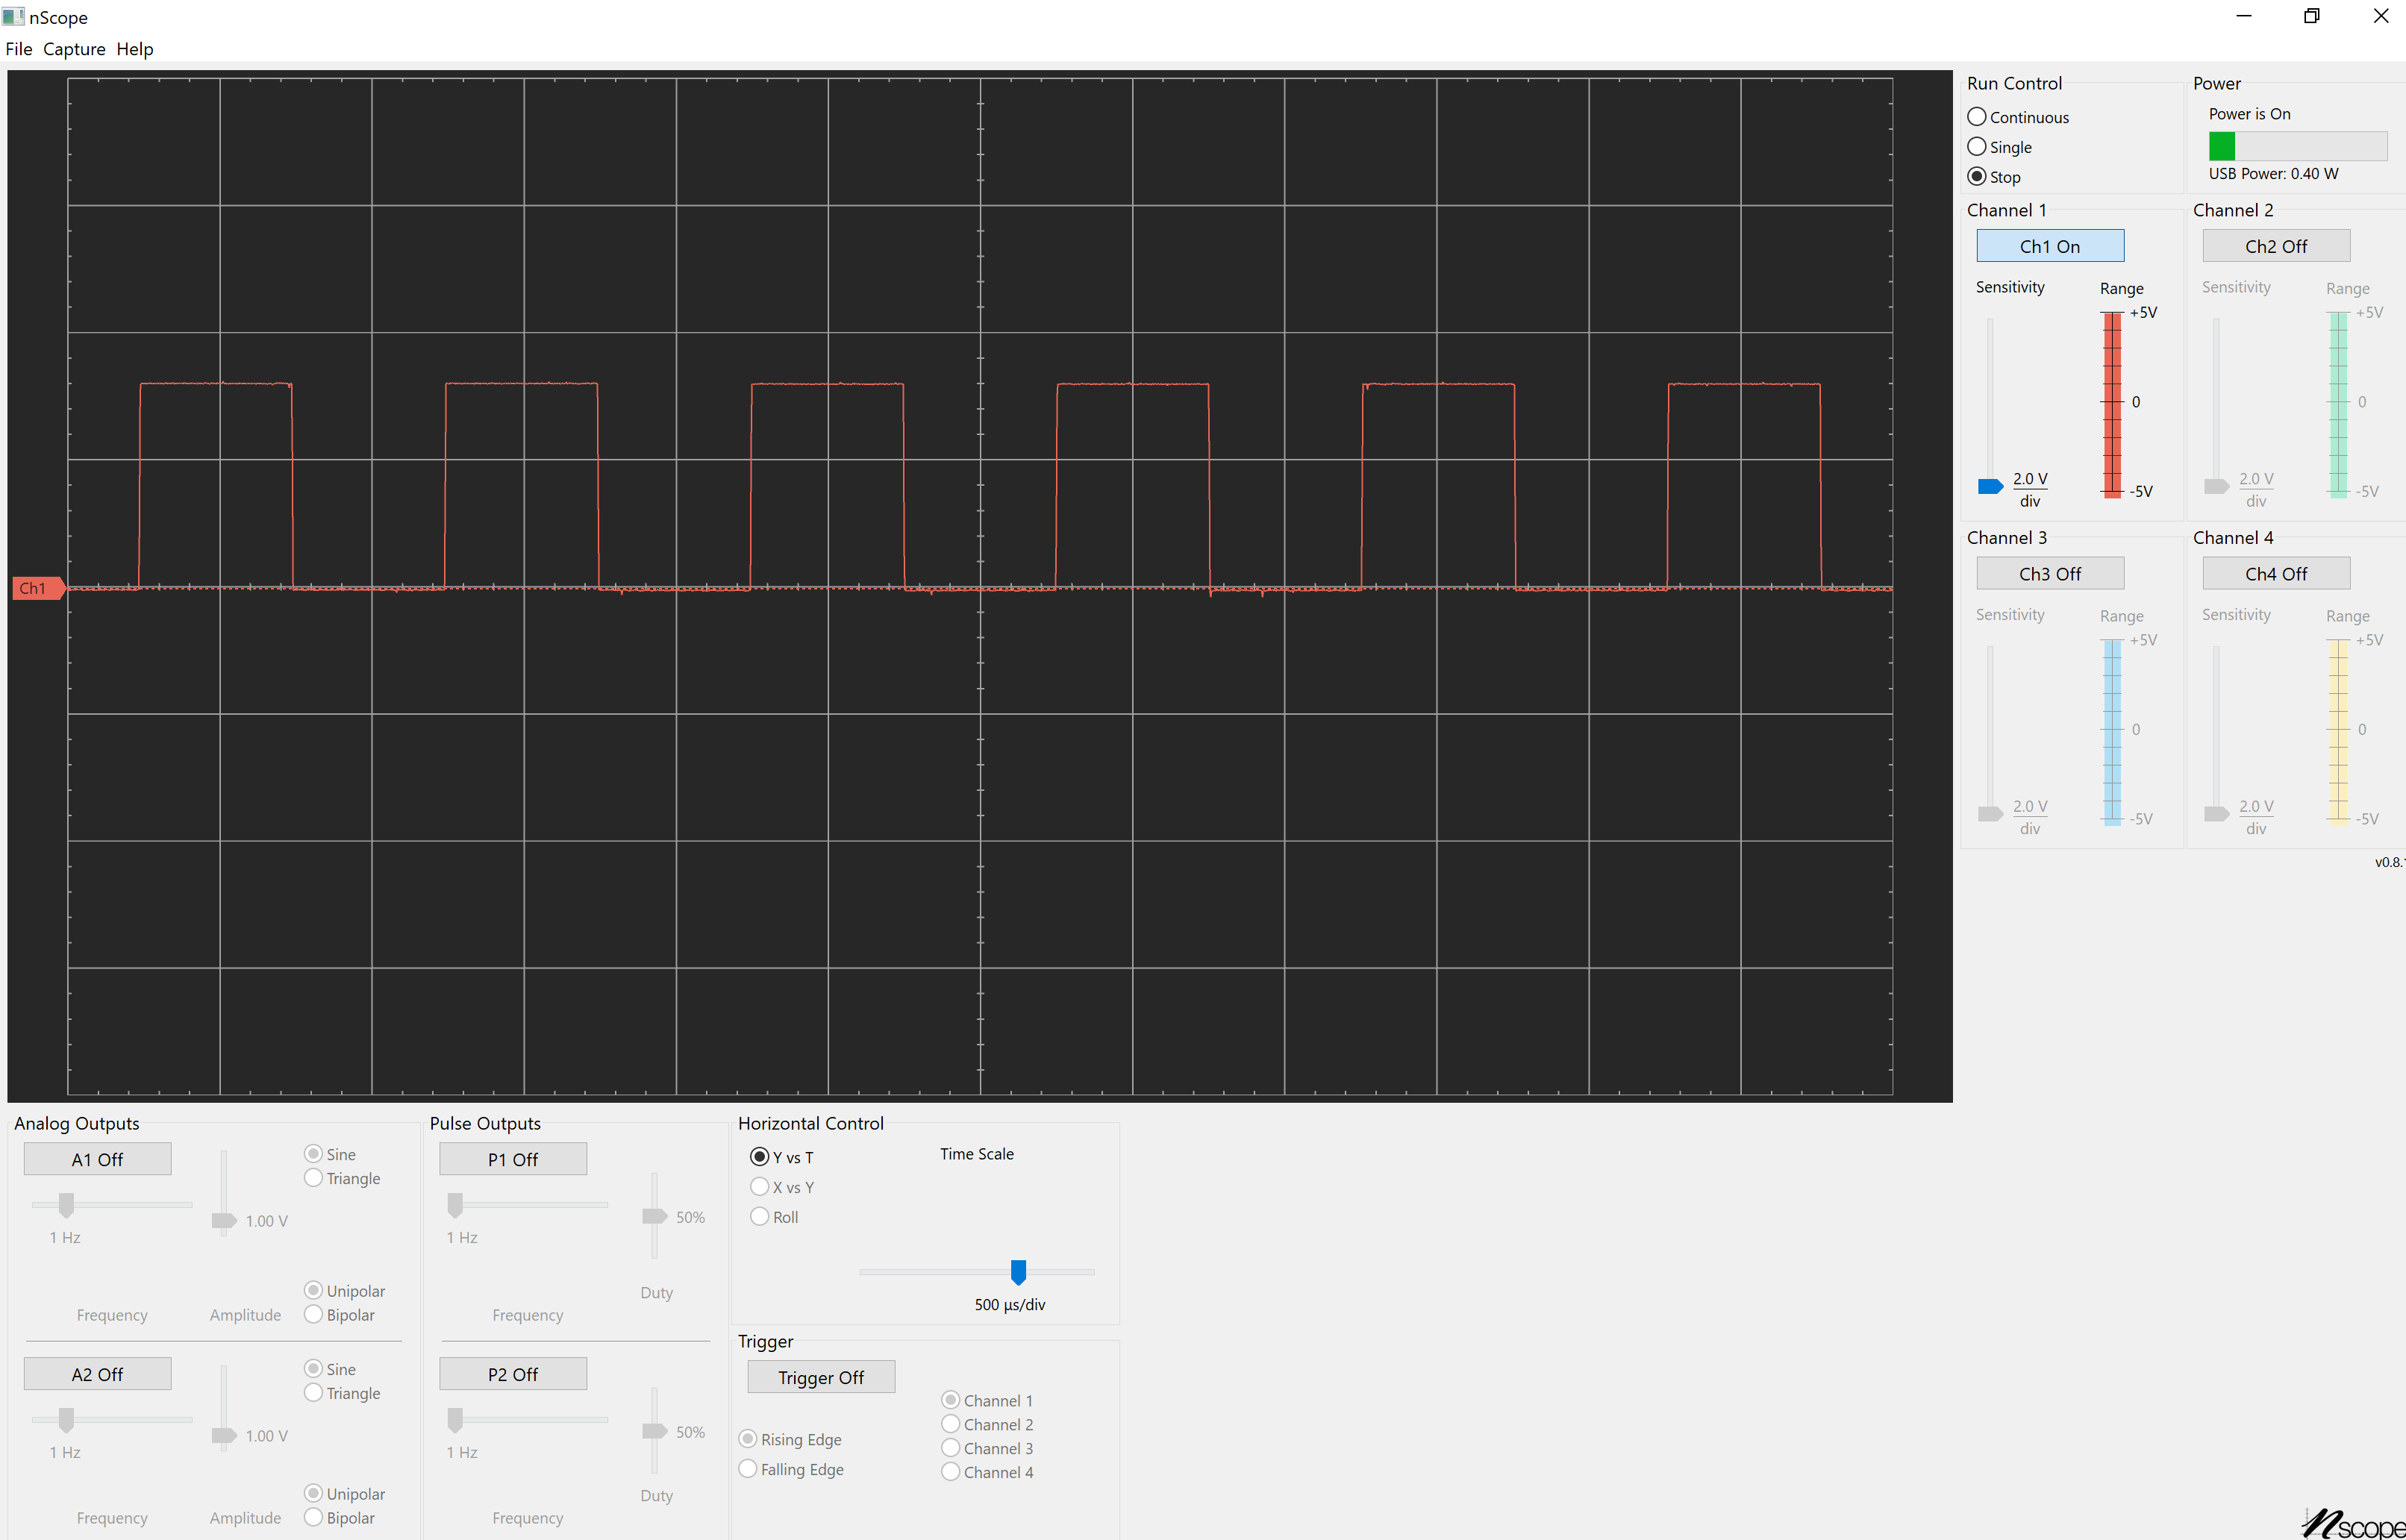 nScope
File Capture Help
Run Control
Continuous
Single
Stop
Power
Power is On
USB Power: 0.40 W
Channel 1
Ch1 On
Sensitivity
Range
+5V
0
-5V
2.0 V
div
Channel 2
Ch2 Off
Sensitivity
Range
+5V
0
-5V
2.0 V
div
Ch1
Channel 3
Ch3 Off
Sensitivity
Range
+5V
0
-5V
2.0 V
div
Channel 4
Ch4 Off
Sensitivity
Range
+5V
0
-5V
2.0 V
div
v0.8.1
Analog Outputs
A1 Off
1 Hz
Frequency
1.00 V
Amplitude
Sine
Triangle
Unipolar
Bipolar
A2 Off
1 Hz
Frequency
1.00 V
Amplitude
Sine
Triangle
Unipolar
Bipolar
Pulse Outputs
P1 Off
1 Hz
Frequency
50%
Duty
P2 Off
1 Hz
Frequency
50%
Duty
Horizontal Control
Y vs T
X vs Y
Roll
Time Scale
500 µs/div
Trigger
Trigger Off
Rising Edge
Falling Edge
Channel 1
Channel 2
Channel 3
Channel 4
nscope